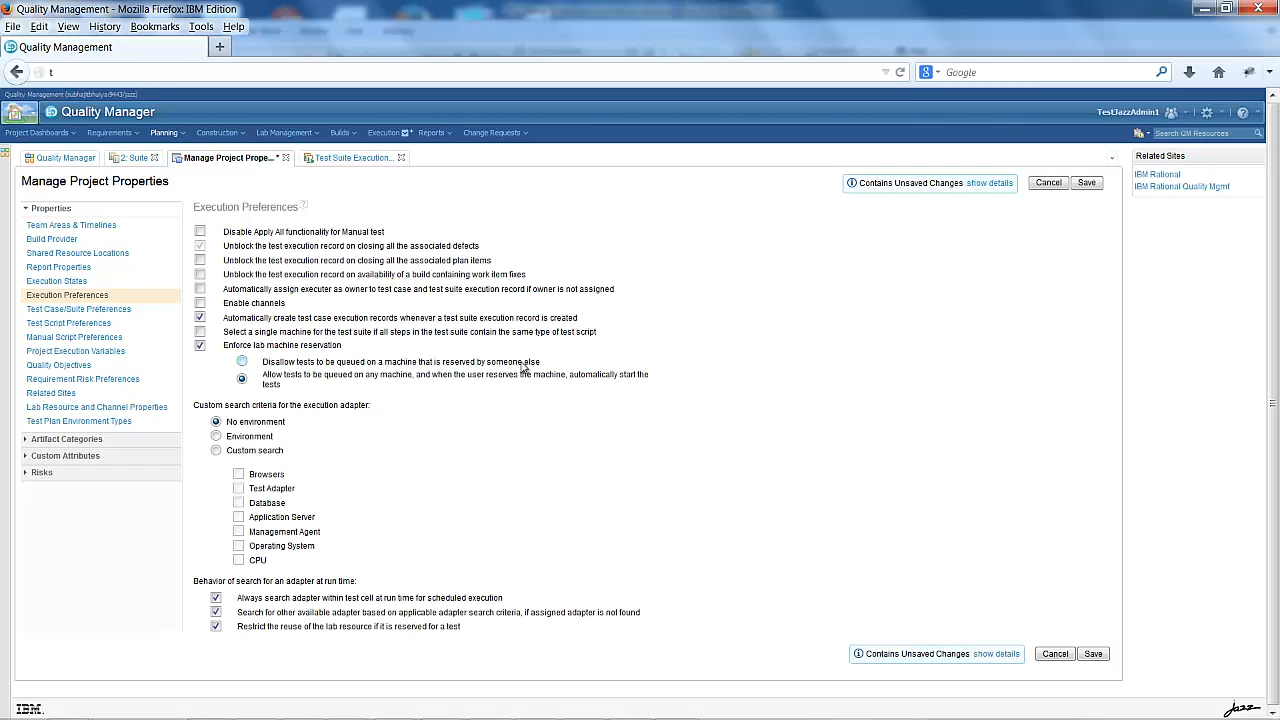 Quality Management - Mozilla Firefox: IBM Edition
File Edit View History Bookmarks Tools Help
Quality Management
t
Google
Quality Manager
TestJazzAdmin1
Project Dashboards Requirements Planning Construction Lab Management Builds Execution Reports Change Requests
Search QM Resources
Quality Manager 2: Suite Manage Project Prope... * Test Suite Execution...
Related Sites
IBM Rational
IBM Rational Quality Mgmt
Manage Project Properties
Contains Unsaved Changes show details Cancel Save
Properties
Team Areas & Timelines
Build Provider
Shared Resource Locations
Report Properties
Execution States
Execution Preferences
Test Case/Suite Preferences
Test Script Preferences
Manual Script Preferences
Project Execution Variables
Quality Objectives
Requirement Risk Preferences
Related Sites
Lab Resource and Channel Properties
Test Plan Environment Types
Artifact Categories
Custom Attributes
Risks
Execution Preferences ?
Disable Apply All functionality for Manual test
Unblock the test execution record on closing all the associated defects
Unblock the test execution record on closing all the associated plan items
Unblock the test execution record on availability of a build containing work item fixes
Automatically assign executer as owner to test case and test suite execution record if owner is not assigned
Enable channels
Automatically create test case execution records whenever a test suite execution record is created
Select a single machine for the test suite if all steps in the test suite contain the same type of test script
Enforce lab machine reservation
Disallow tests to be queued on a machine that is reserved by someone else
Allow tests to be queued on any machine, and when the user reserves the machine, automatically start the
tests
Custom search criteria for the execution adapter:
No environment
Environment
Custom search
Browsers
Test Adapter
Database
Application Server
Management Agent
Operating System
CPU
Behavior of search for an adapter at run time:
Always search adapter within test cell at run time for scheduled execution
Search for other available adapter based on applicable adapter search criteria, if assigned adapter is not found
Restrict the reuse of the lab resource if it is reserved for a test
Contains Unsaved Changes show details Cancel Save
IBM.
Jazz